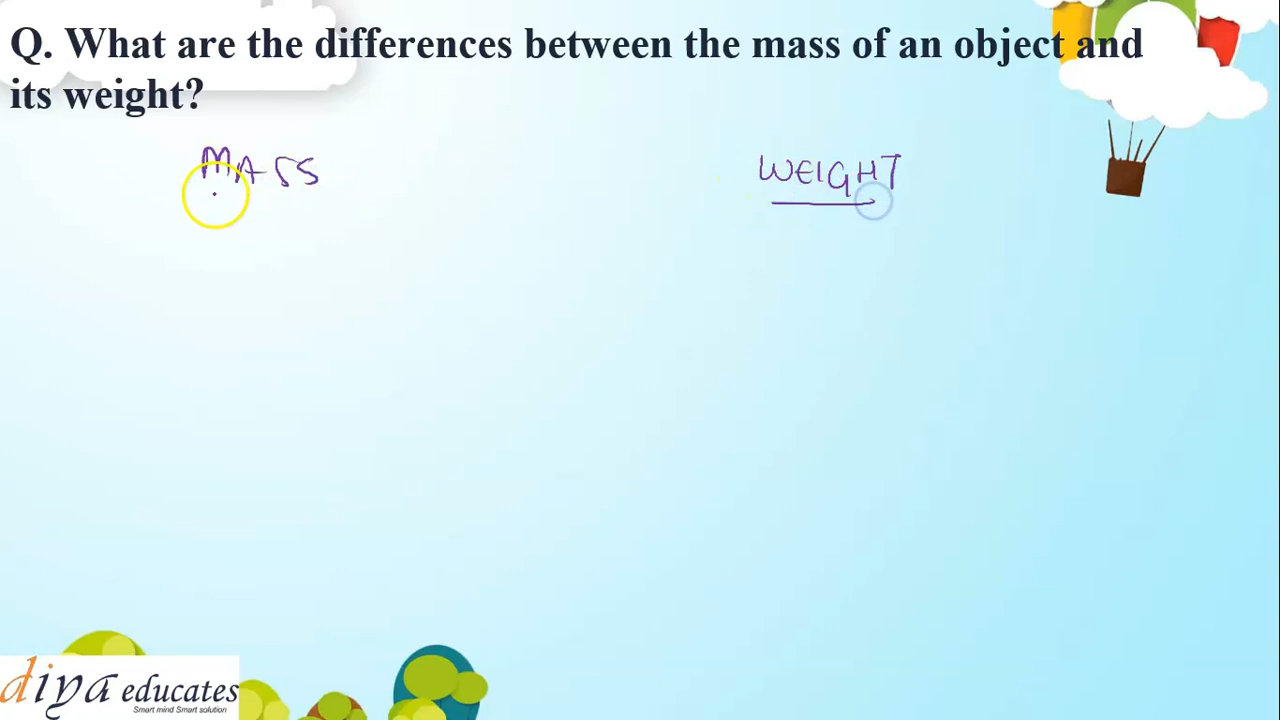 Q. What are the differences between the mass of an object and
its weight?
MASS
WEIGHT
diya educates
Smart mind Smart solution